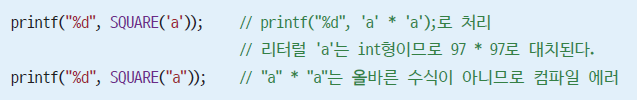 printf("%d", SQUARE('a'));    // printf("%d", 'a' * 'a');로 처리
// 리터럴 'a'는 int형이므로 97 * 97로 대치된다.
printf("%d", SQUARE("a"));    // "a" * "a"는 올바른 수식이 아니므로 컴파일 에러